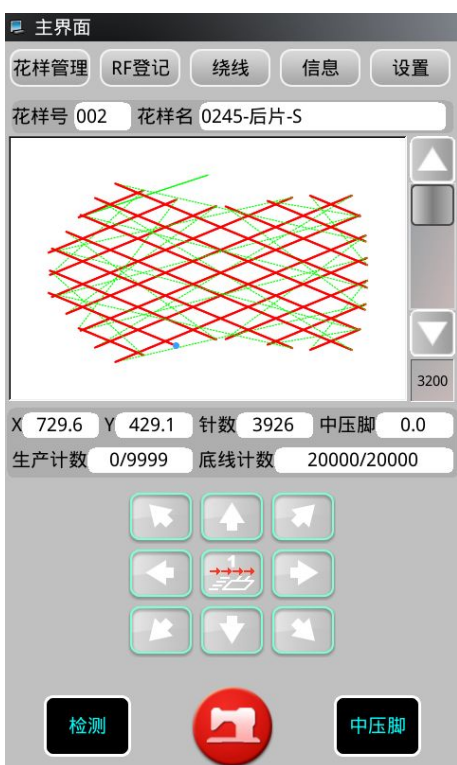 主界面
花样管理 RF登记 绕线 信息 设置
花样号 002 花样名 0245-后片-S
3200
X 729.6 Y 429.1 针数 3926 中压脚 0.0
生产计数 0/9999 底线计数 20000/20000
1
检测 中压脚